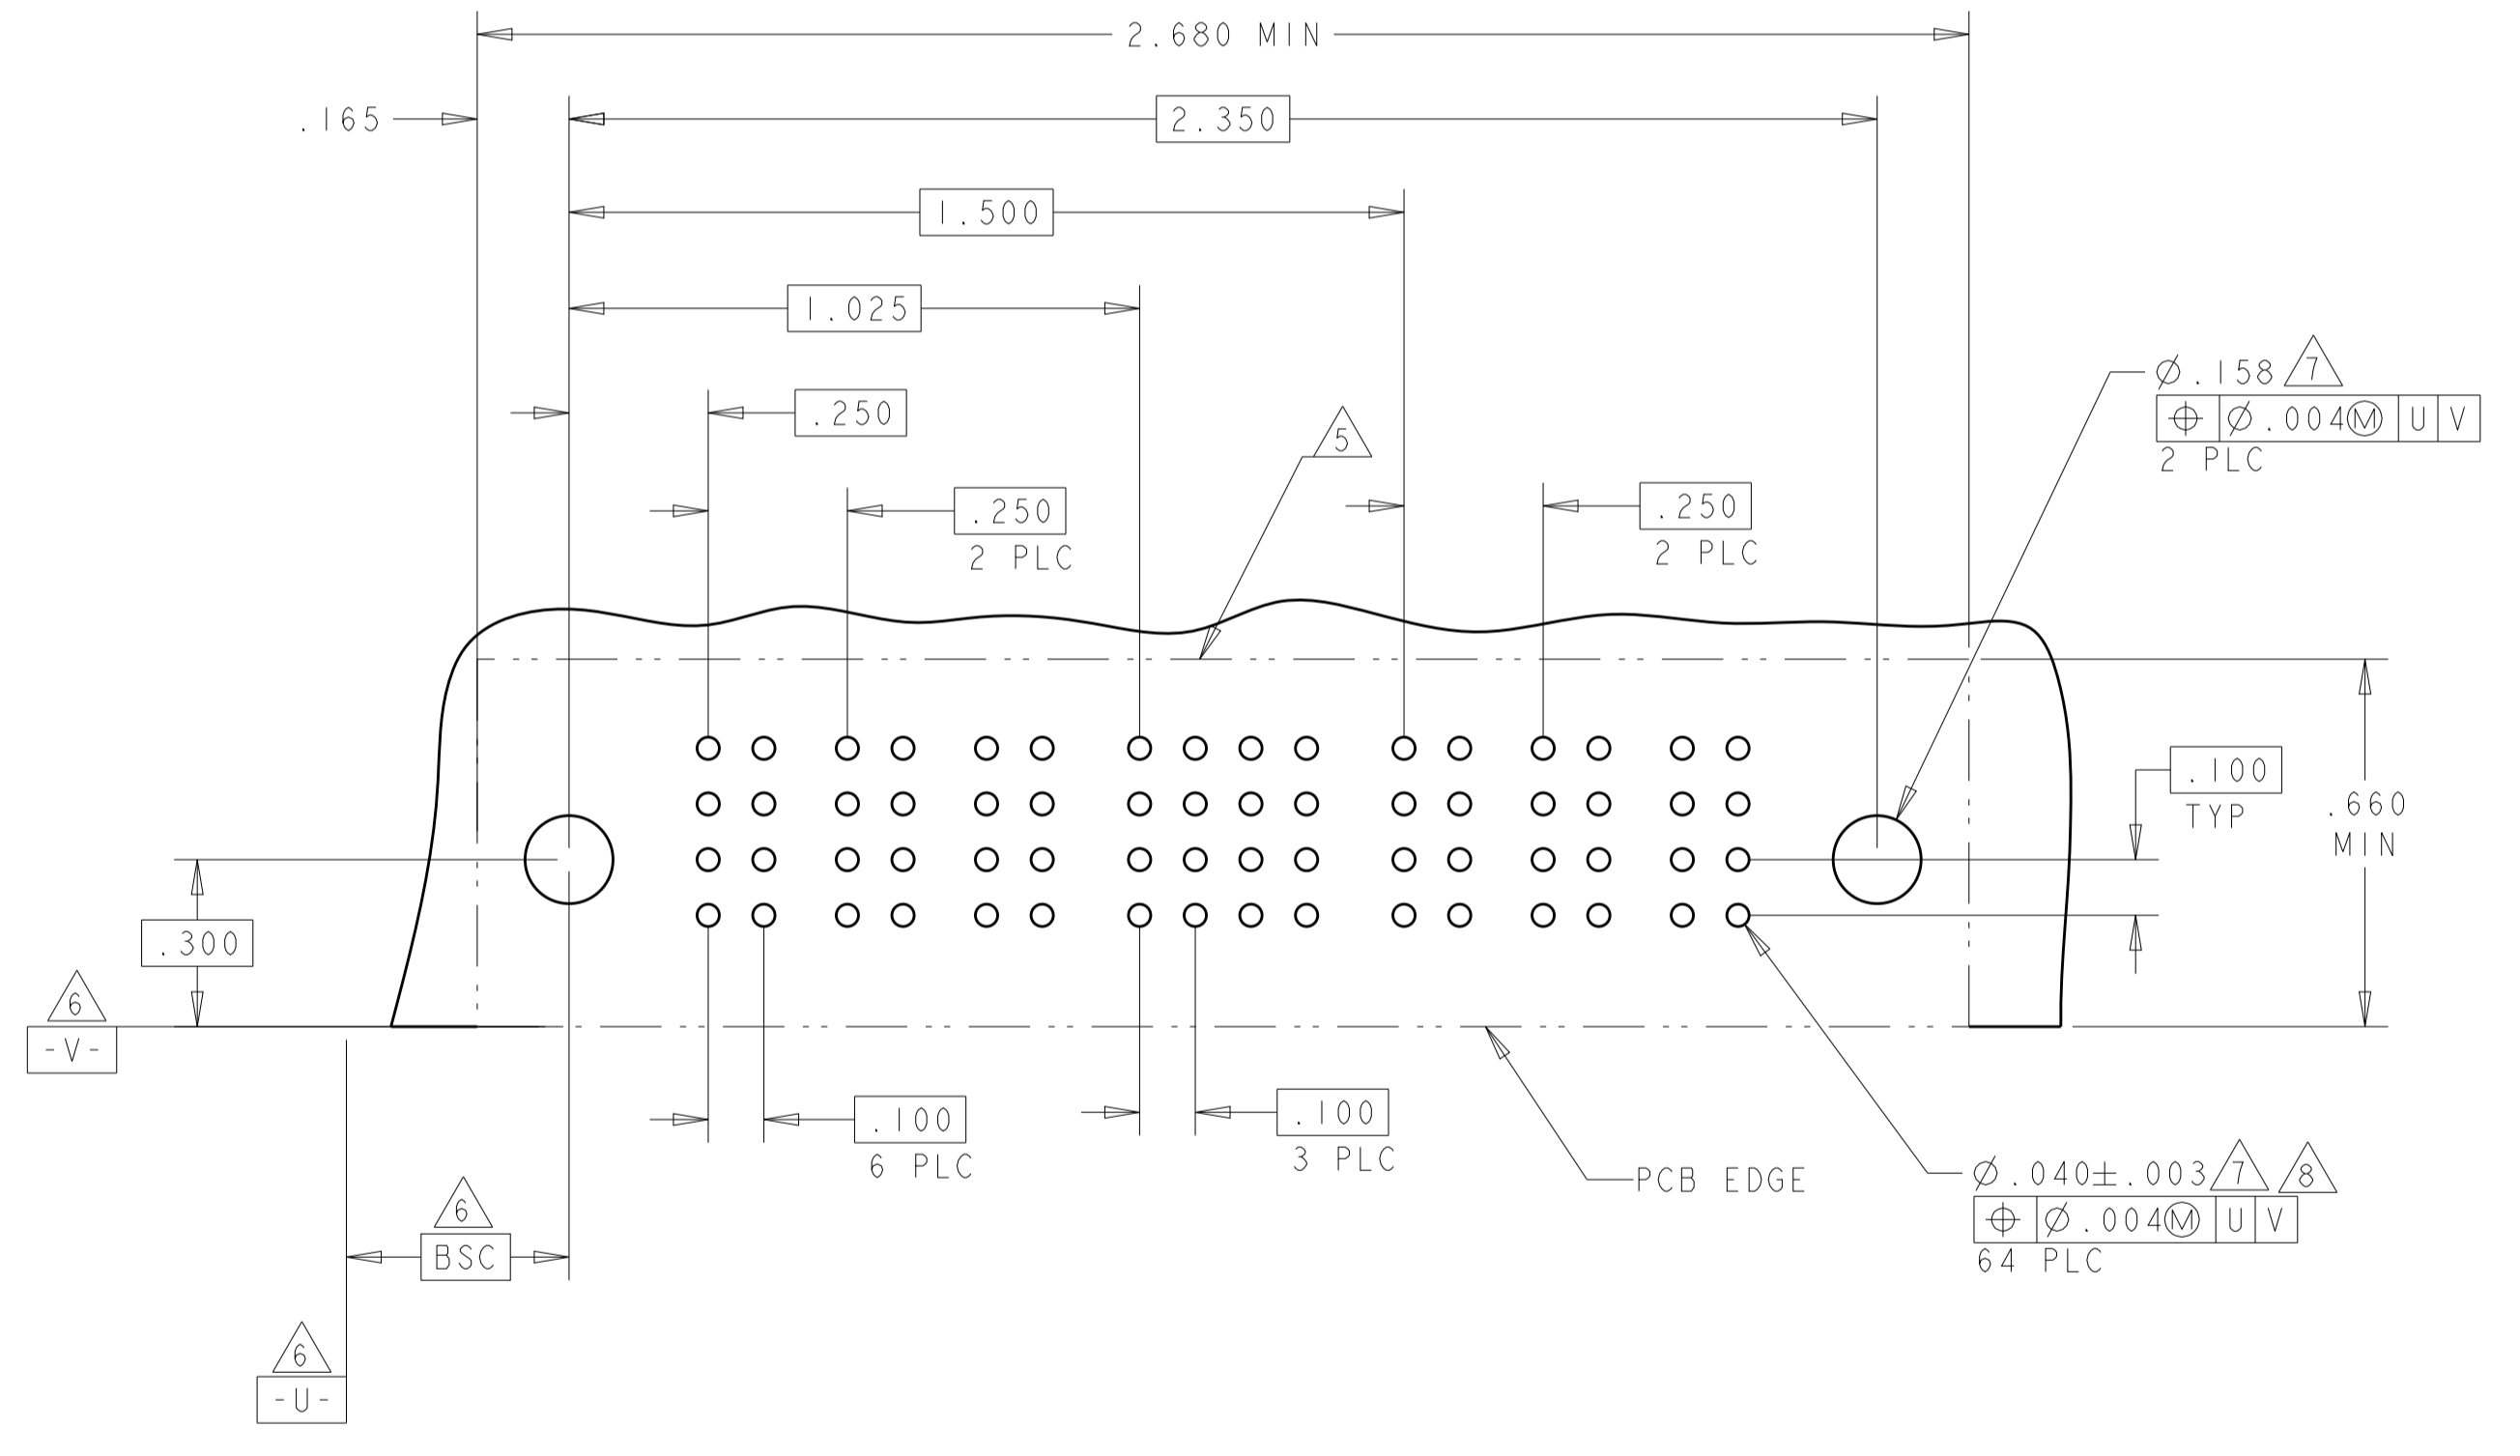 2.680 MIN
.165
2.350
1.500
1.025
⌀.158 7
⌖ ⌀.004Ⓜ U V
2 PLC
.250
5
.250
2 PLC
.250
2 PLC
.100
TYP
.660
MIN
.300
6
-V-
.100
6 PLC
.100
3 PLC
PCB EDGE
⌀.040±.003 7 8
⌖ ⌀.004Ⓜ U V
64 PLC
6
BSC
6
-U-